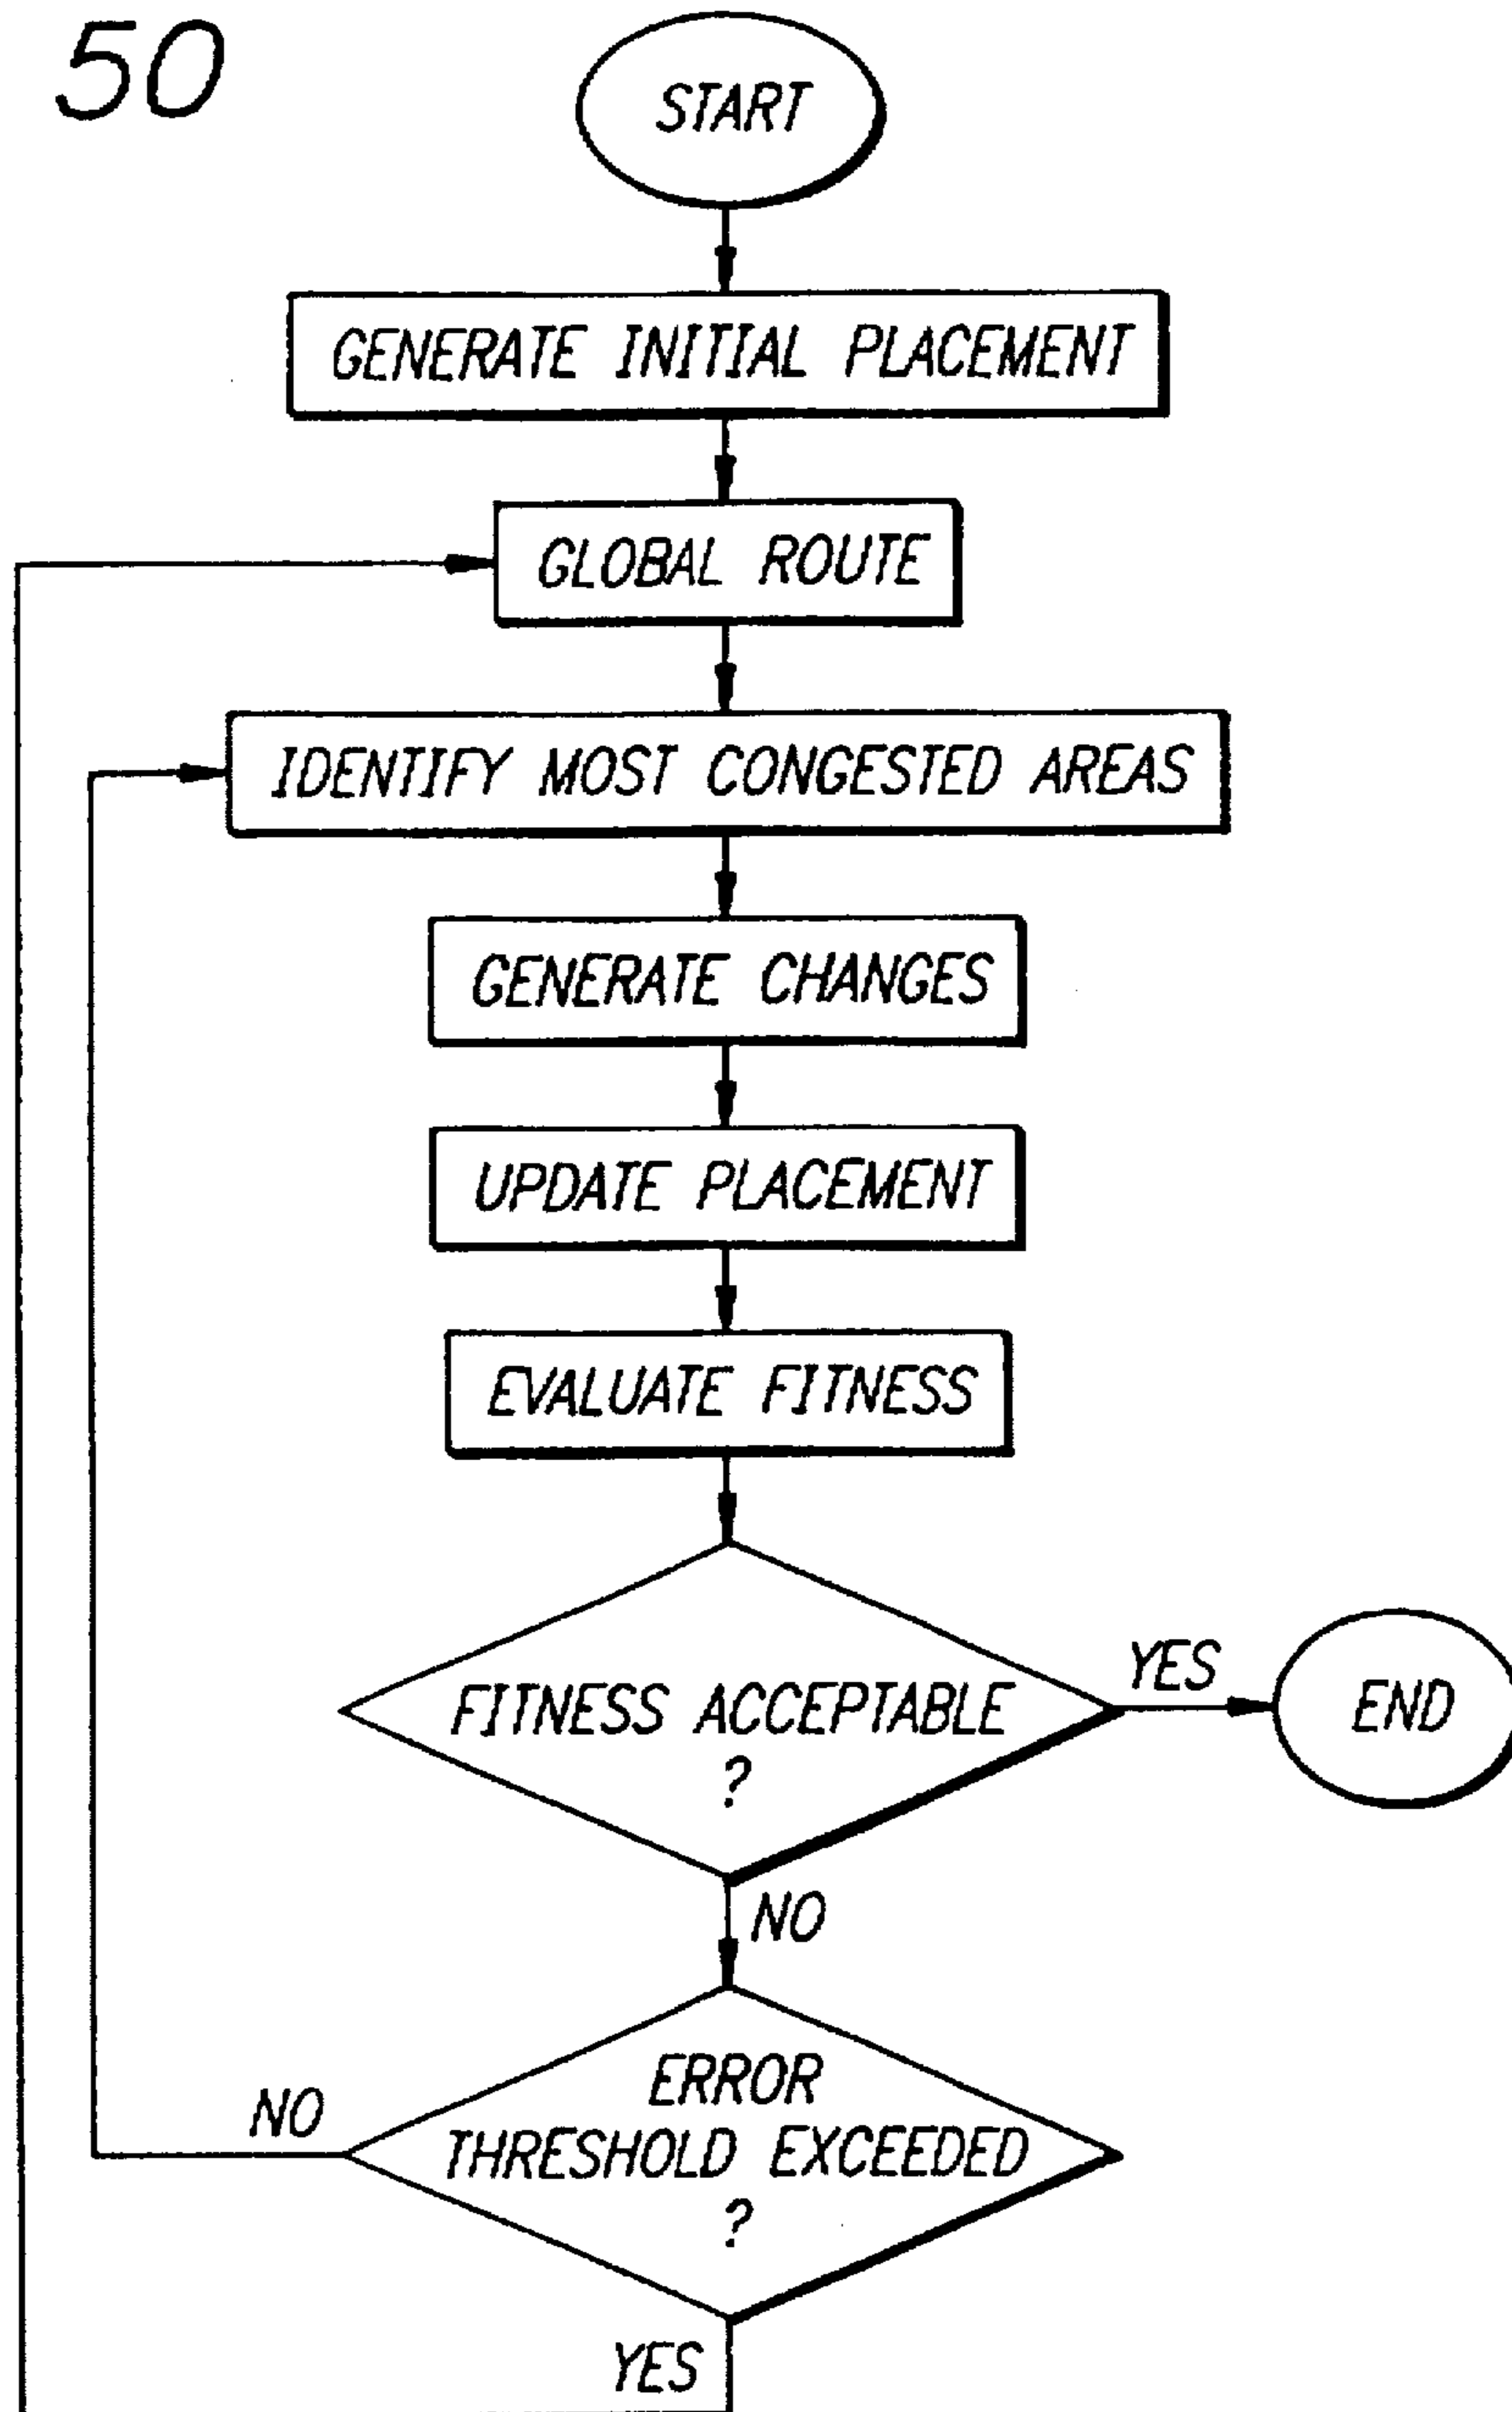 50
START
GENERATE INITIAL PLACEMENT
GLOBAL ROUTE
IDENTIFY MOST CONGESTED AREAS
GENERATE CHANGES
UPDATE PLACEMENT
EVALUATE FITNESS
FITNESS ACCEPTABLE
?
YES
END
NO
ERROR
THRESHOLD EXCEEDED
?
NO
YES